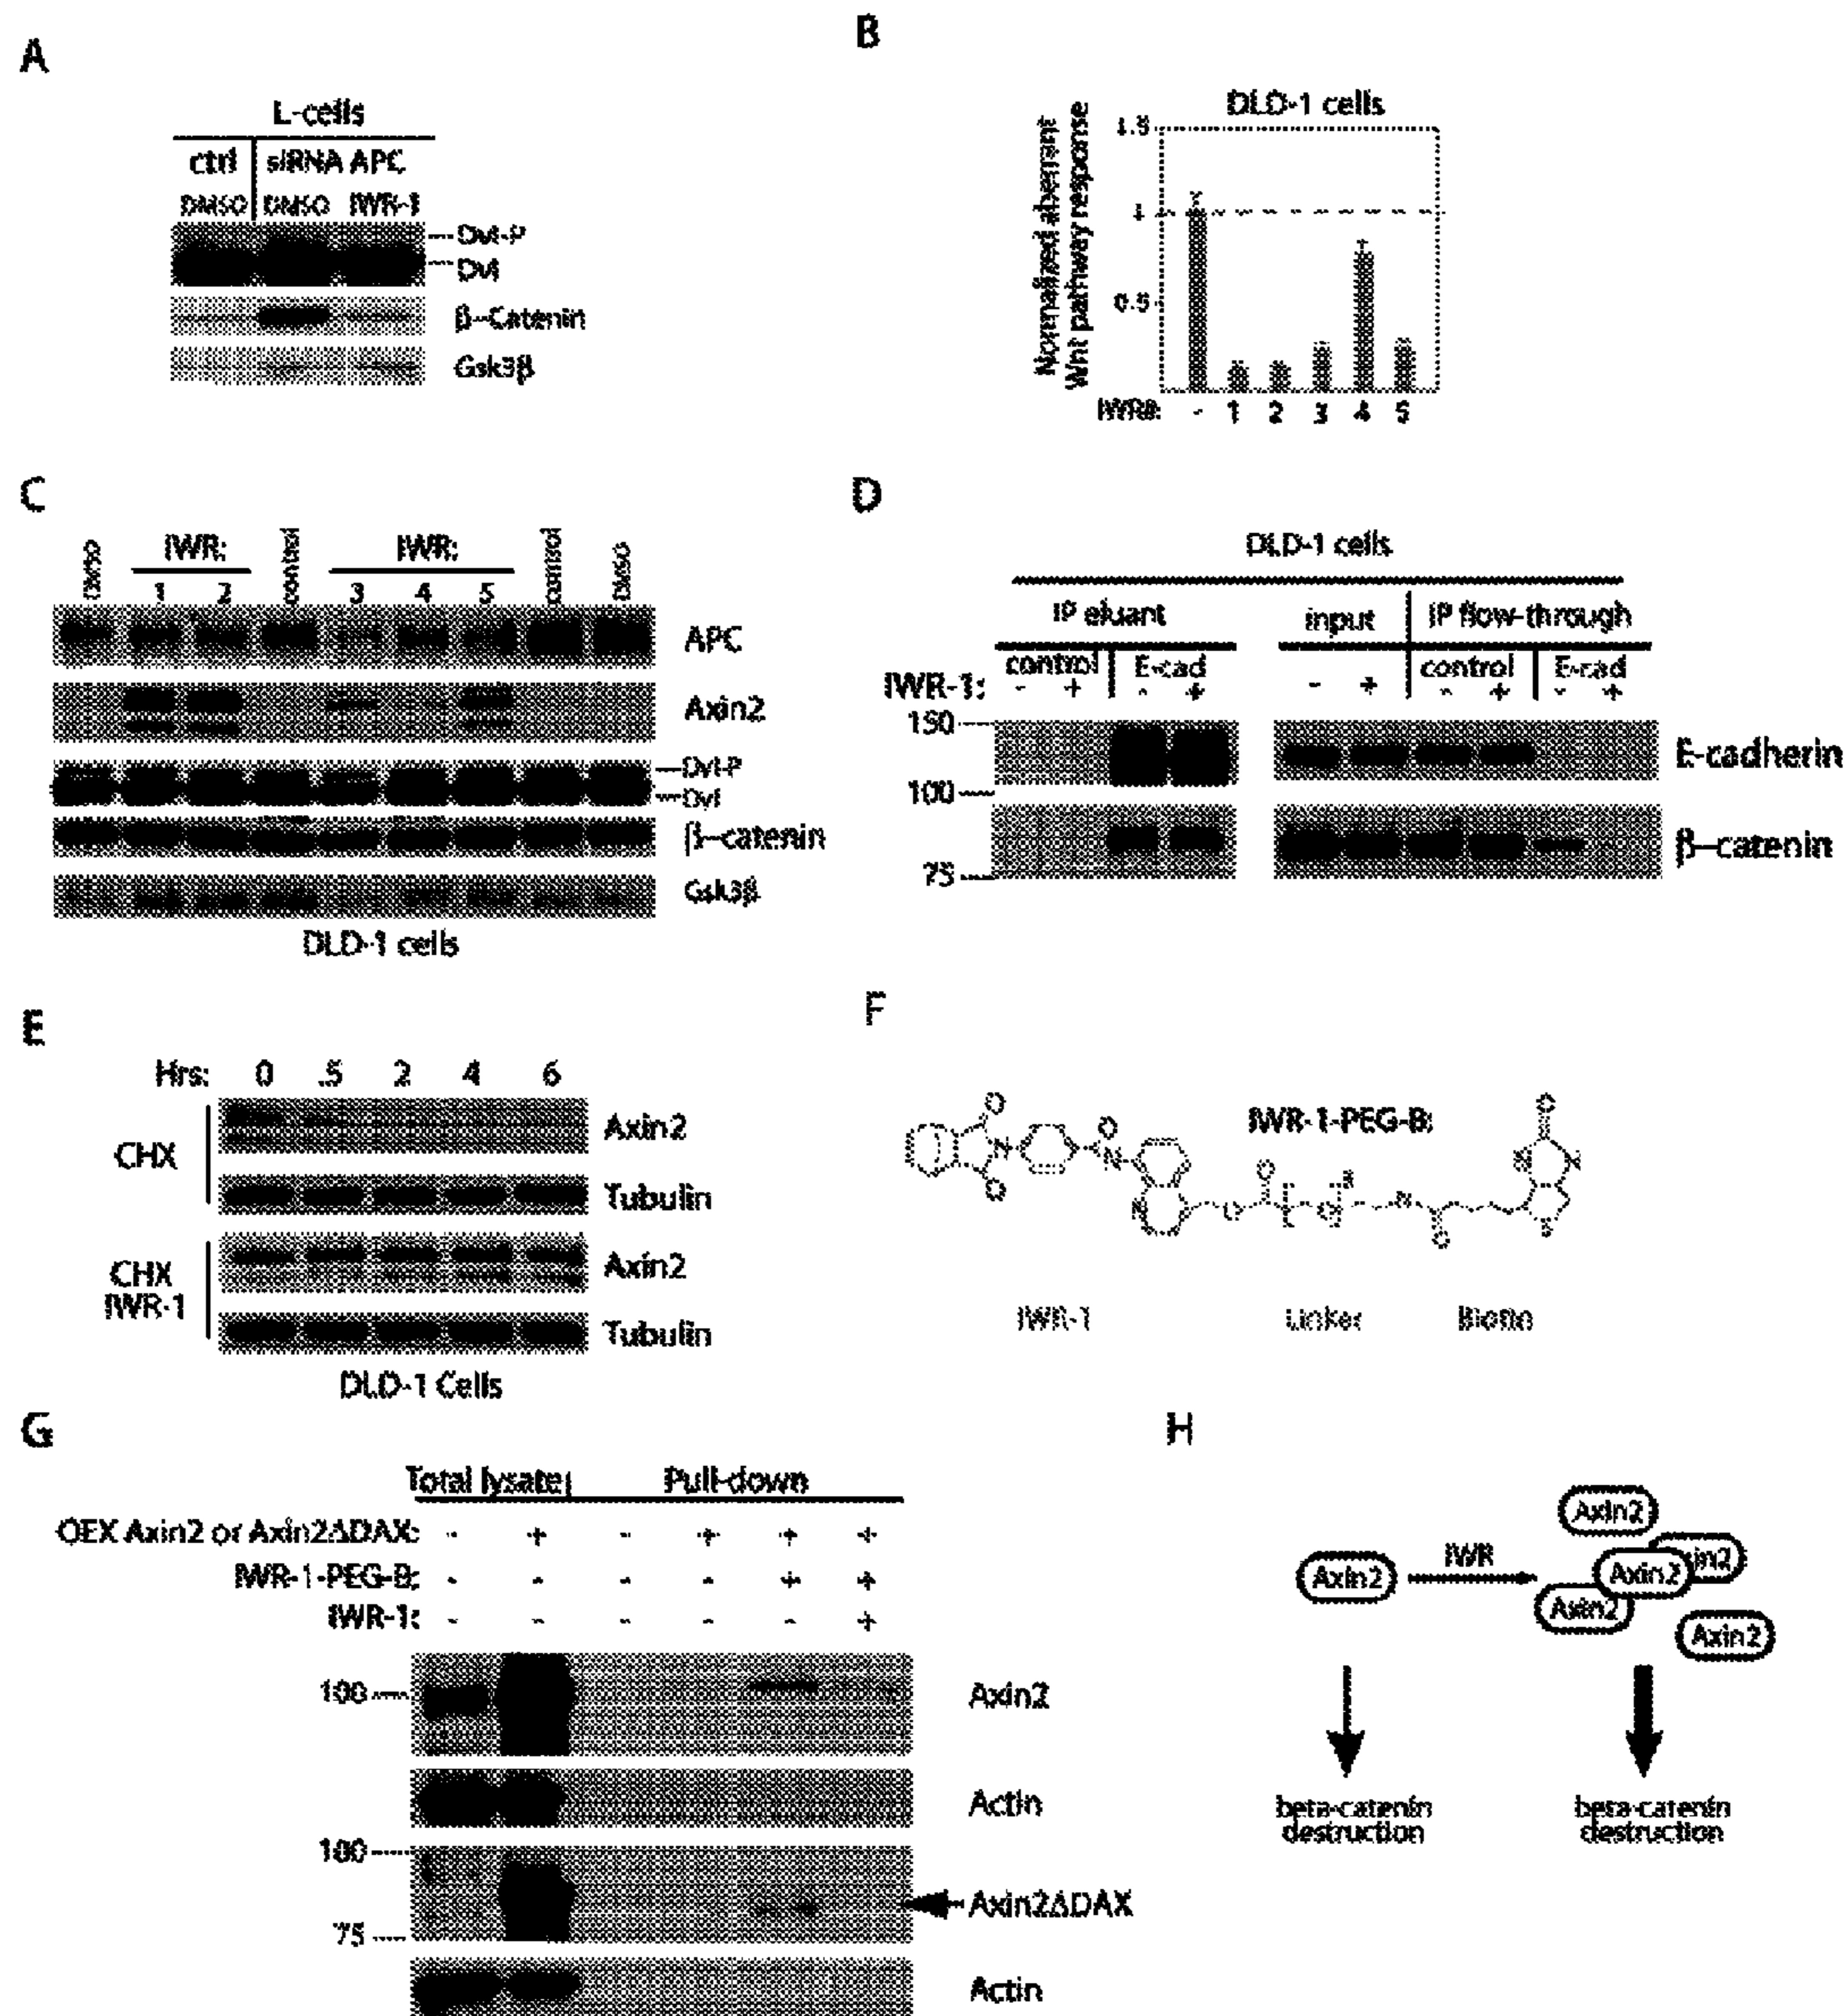 A
L-cells
ctrl siRNA APC
DMSO DMSO IWR-1
Dvl-P
Dvl
β-Catenin
Gsk3β
B
DLD-1 cells
Normalized aberrant
Wnt pathway response
1.5
1
0.5
IWR#: - 1 2 3 4 5
C
DMSO IWR: control IWR: control DMSO
1 2 3 4 5
APC
Axin2
Dvl-P
Dvl
β-catenin
Gsk3β
DLD-1 cells
D
DLD-1 cells
IP eluant input IP flow-through
control E-cad control E-cad
IWR-1: - + - + - + - + - +
150
100
75
E-cadherin
β-catenin
E
Hrs: 0 .5 2 4 6
CHX
Axin2
Tubulin
CHX
IWR-1
Axin2
Tubulin
DLD-1 Cells
F
IWR-1-PEG-B:
IWR-1 Linker Biotin
G
Total lysate Pull-down
OEX Axin2 or Axin2ΔDAX: - + - + + +
IWR-1-PEG-B: - - - - + +
IWR-1: - - - - - +
100
Axin2
Actin
100
75
Axin2ΔDAX
Actin
H
Axin2
IWR
Axin2
Axin2
Axin2
Axin2
beta-catenin
destruction
beta-catenin
destruction